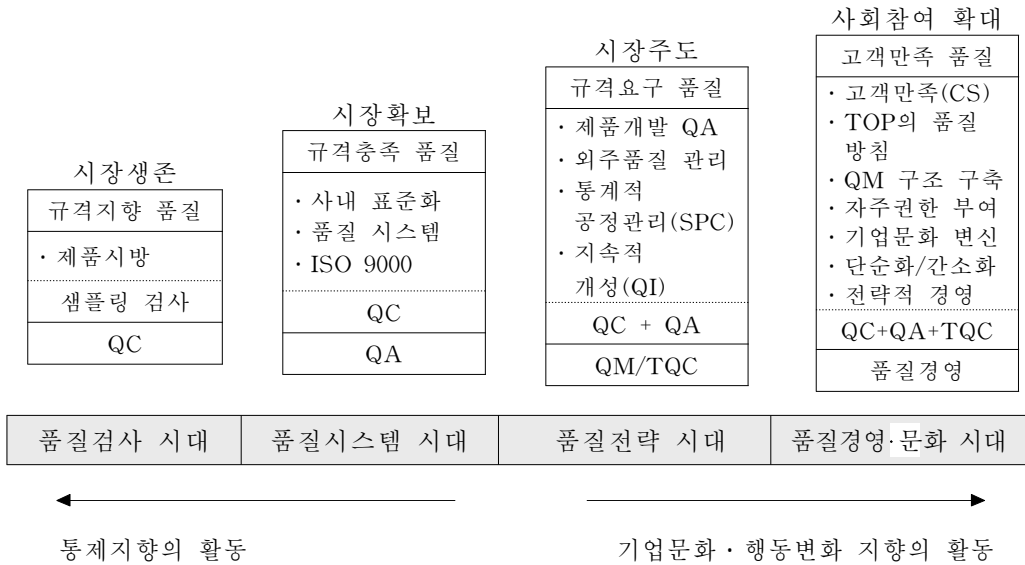 시장생존
규격지향 품질
· 제품시방
샘플링 검사
QC
시장확보
규격충족 품질
· 사내 표준화
· 품질 시스템
· ISO 9000
QC
QA
시장주도
규격요구 품질
· 제품개발 QA
· 외주품질 관리
· 통계적
공정관리(SPC)
· 지속적
개성(QI)
QC + QA
QM/TQC
사회참여 확대
고객만족 품질
· 고객만족(CS)
· TOP의 품질
방침
· QM 구조 구축
· 자주권한 부여
· 기업문화 변신
· 단순화/간소화
· 전략적 경영
QC+QA+TQC
품질경영
품질검사 시대
품질시스템 시대
품질전략 시대
품질경영·문화 시대
통제지향의 활동
기업문화 · 행동변화 지향의 활동